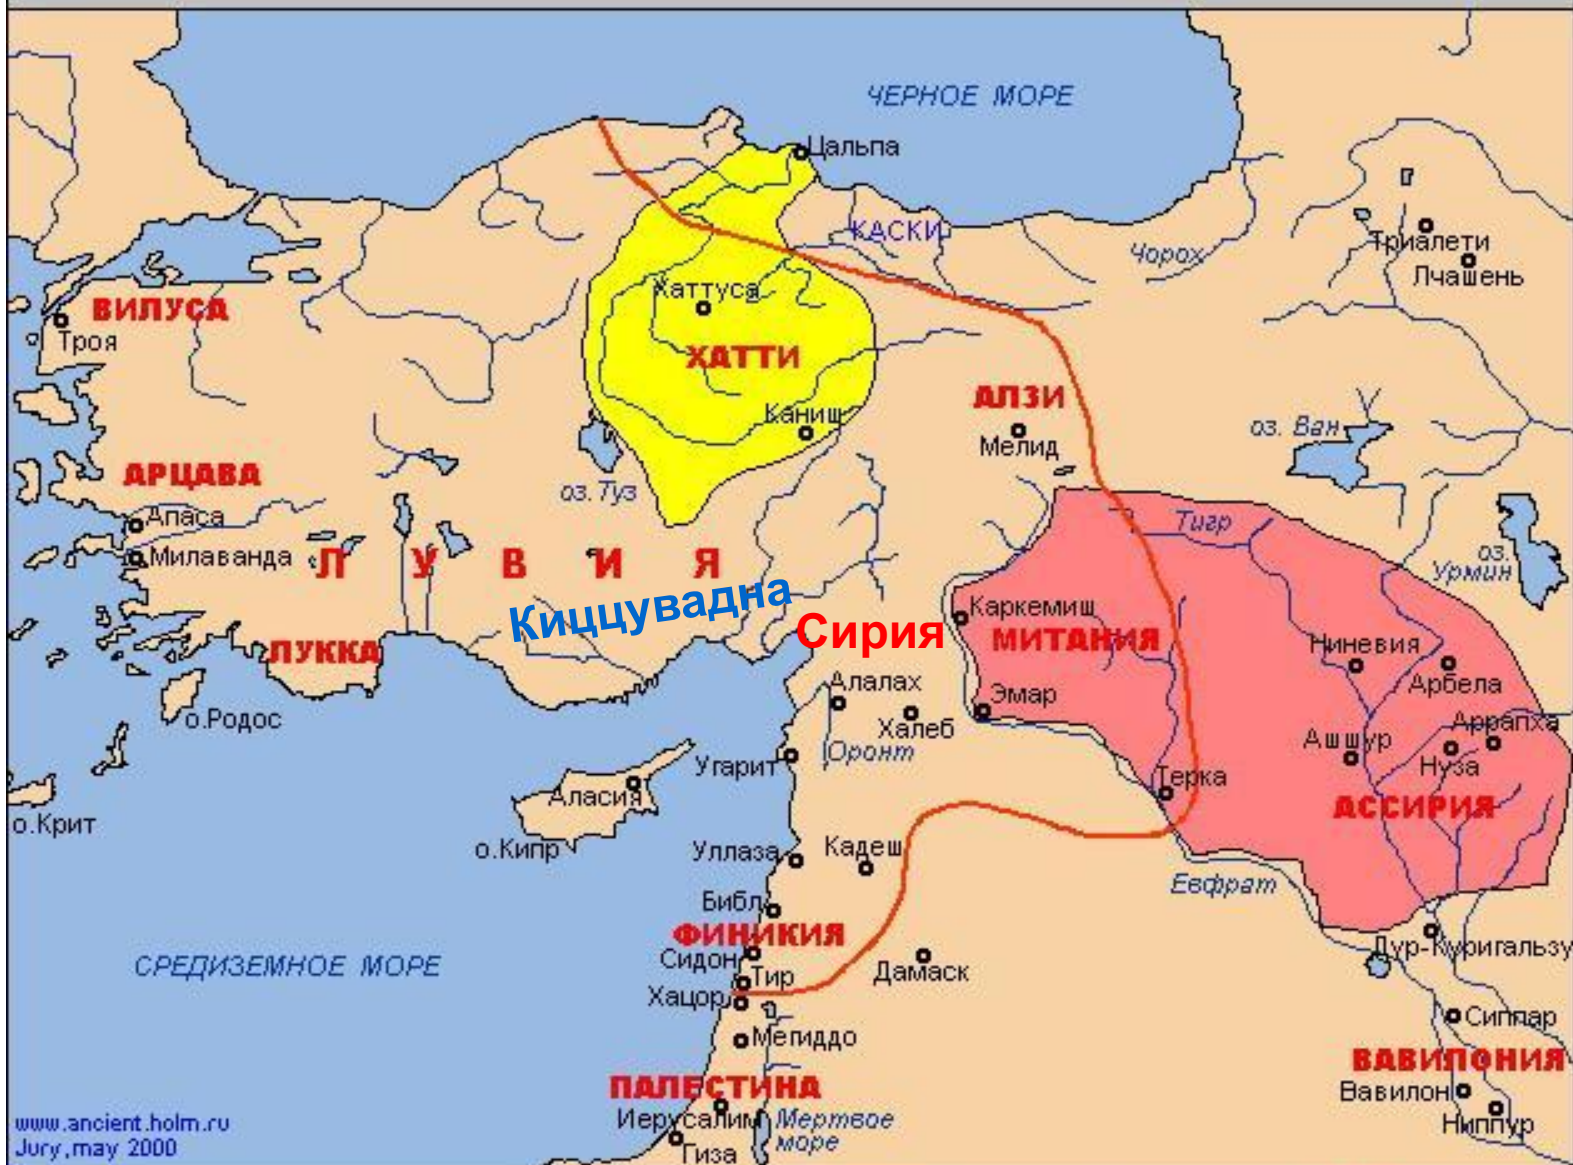 ЧЕРНОЕ МОРЕ
Цальпа
КАСКИ
Чорох
Триалети
Лчашень
ВИЛУСА
Троя
Хаттуса
ХАТТИ
Каниш
АЛЗИ
Мелид
оз. Ван
АРЦАВА
Апаса
Милаванда
оз. Туз
Тигр
оз.
Урмин
Л У В И Я
Киццувадна
Сирия
Каркемиш
МИТАНИЯ
Ниневия
Арбела
ЛУККА
Алалах
Эмар
Халеб
Оронт
о.Родос
Аррапха
Ашшур
Нуза
Угарит
Терка
АССИРИЯ
Аласия
о.Крит
о.Кипр
Уллаза
Кадеш
Евфрат
Библ
ФИНИКИЯ
Сидон
Тир
Дамаск
Дур-Куригальзу
СРЕДИЗЕМНОЕ МОРЕ
Хацор
Мегиддо
Сиппар
ПАЛЕСТИНА
ВАВИЛОНИЯ
Вавилон
Ниппур
Иерусалим
Мертвое
море
Гиза
www.ancient.holm.ru
Jury,may 2000